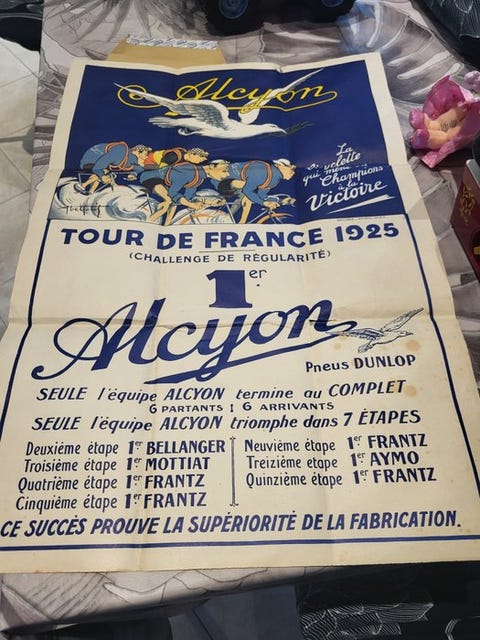 Alcyon
La
Byclette
qui mène
Champions
à la
Victoire
TOUR DE FRANCE 1925
(CHALLENGE DE RÉGULARITÉ)
1er
Alcyon
Pneus DUNLOP
SEULE l'équipe ALCYON termine au COMPLET
6 PARTANTS 6 ARRIVANTS
SEULE l'équipe ALCYON triomphe dans 7 ÉTAPES
Deuxième étape 1er BELLANGER
Troisième étape 1er MOTTIAT
Quatrième étape 1er FRANTZ
Cinquième étape 1er FRANTZ
Neuvième étape 1er FRANTZ
Treizième étape 1er AYMO
Quinzième étape 1er FRANTZ
CE SUCCÈS PROUVE LA SUPÉRIORITÉ DE LA FABRICATION.